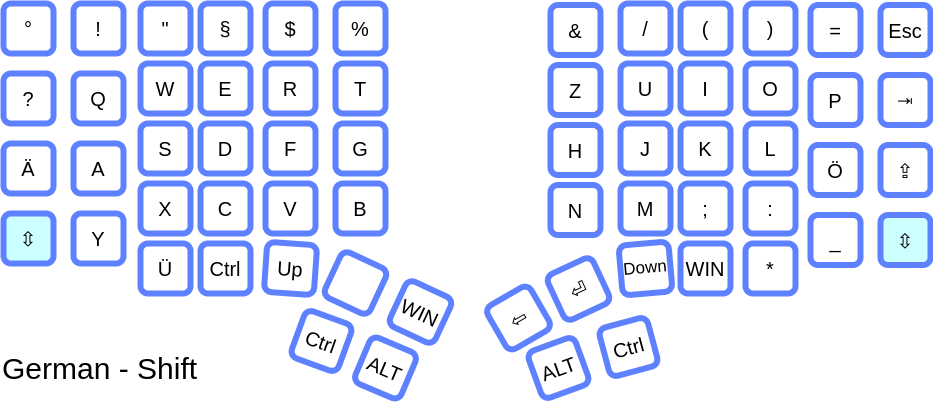 ° ! " § $ % & / ( ) = Esc
? Q W E R T Z U I O P ⇥
Ä A S D F G H J K L Ö ⇪
⇳ Y X C V B N M ; : _ ⇳
Ü Ctrl Up Down WIN *
WIN ⇦ ⏎
Ctrl ALT ALT Ctrl
German - Shift